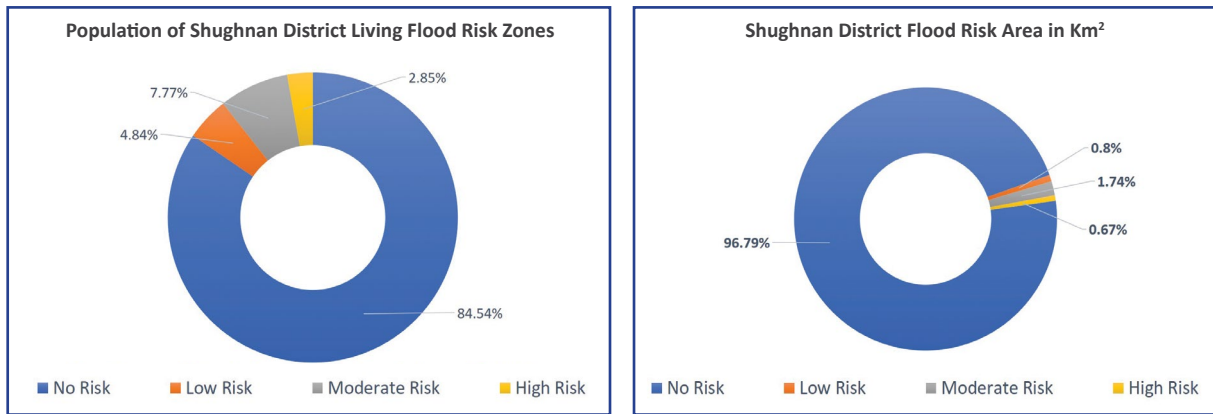 Population of Shughnan District Living Flood Risk Zones
2.85%
7.77%
4.84%
84.54%
No Risk Low Risk Moderate Risk High Risk
Shughnan District Flood Risk Area in Km²
0.8%
1.74%
0.67%
96.79%
No Risk Low Risk Moderate Risk High Risk